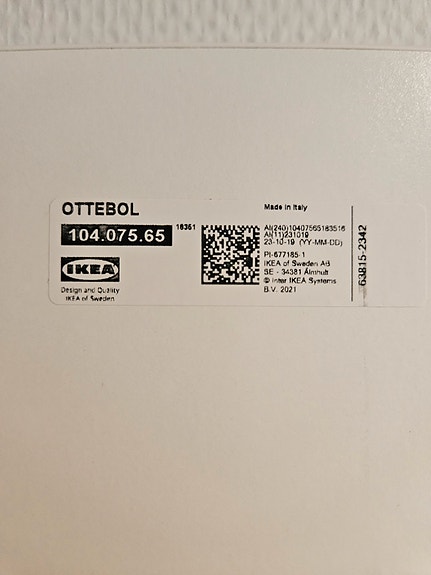 OTTEBOL
104.075.65
18351
IKEA
Design and Quality
IKEA of Sweden
Made in Italy
AI(240)10407565183516
AI(11)231019
23-10-19 (YY-MM-DD)
PI-677185-1
IKEA of Sweden AB
SE - 34381 Älmhult
© Inter IKEA Systems
B.V. 2021
63815-2342